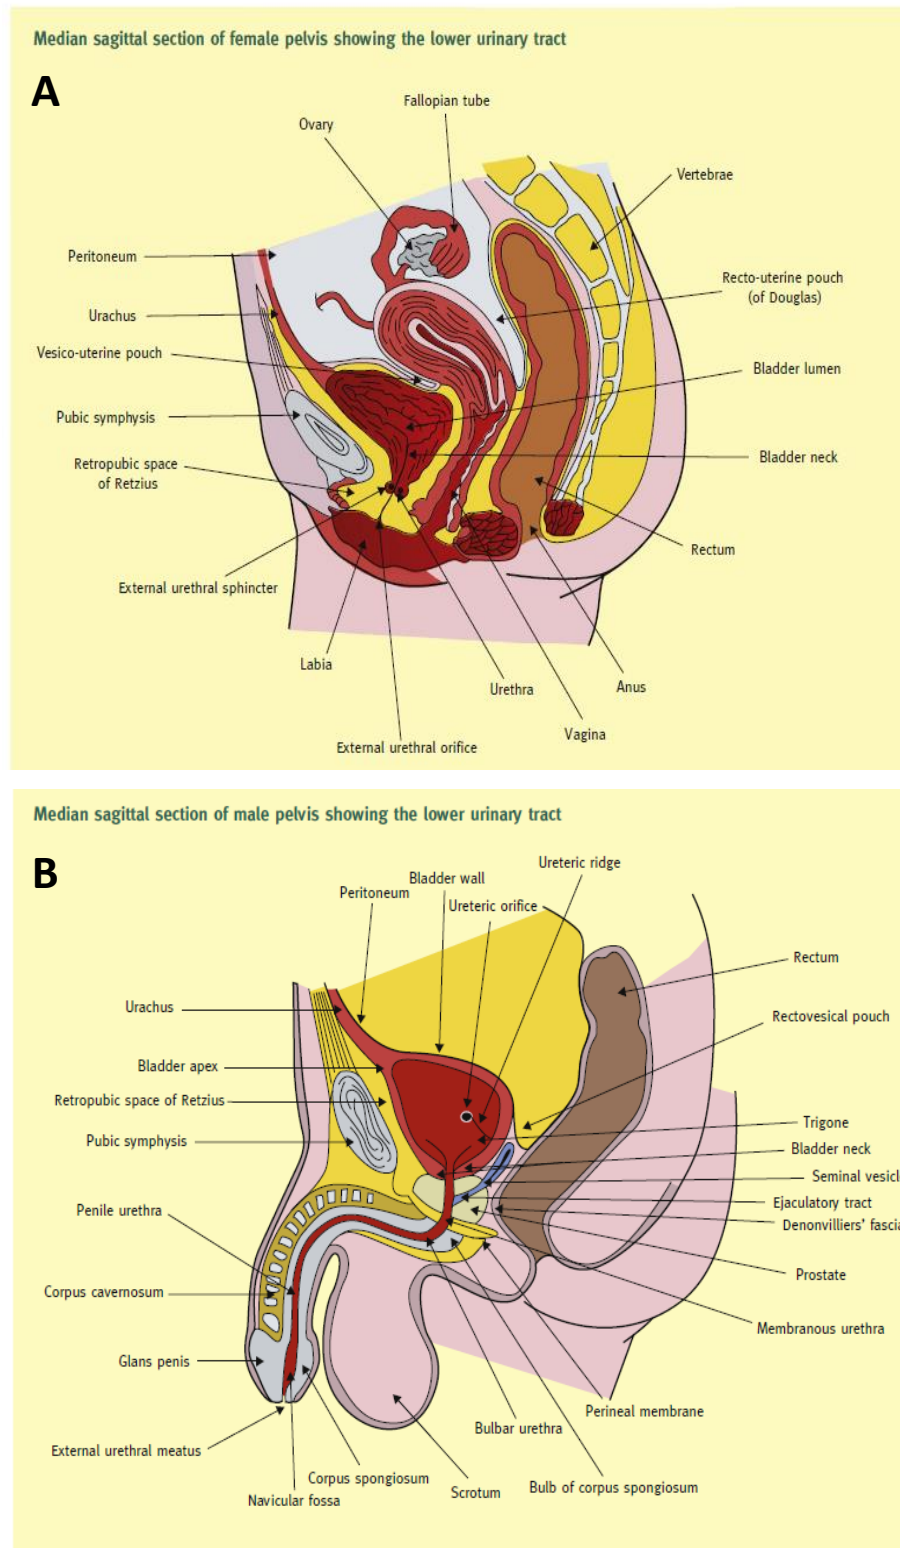 Median sagittal section of female pelvis showing the lower urinary tract
A
Fallopian tube
Ovary
Vertebrae
Peritoneum
Recto-uterine pouch
(of Douglas)
Urachus
Vesico-uterine pouch
Bladder lumen
Pubic symphysis
Bladder neck
Retropubic space
of Retzius
Rectum
External urethral sphincter
Labia
Urethra
Anus
Vagina
External urethral orifice
Median sagittal section of male pelvis showing the lower urinary tract
B
Ureteric ridge
Bladder wall
Peritoneum
Ureteric orifice
Rectum
Urachus
Rectovesical pouch
Bladder apex
Retropubic space of Retzius
Trigone
Pubic symphysis
Bladder neck
Seminal vesicl
Ejaculatory tract
Penile urethra
Denonvilliers' fascia
Prostate
Corpus cavernosum
Membranous urethra
Glans penis
Perineal membrane
Bulbar urethra
External urethral meatus
Corpus spongiosum
Bulb of corpus spongiosum
Scrotum
Navicular fossa